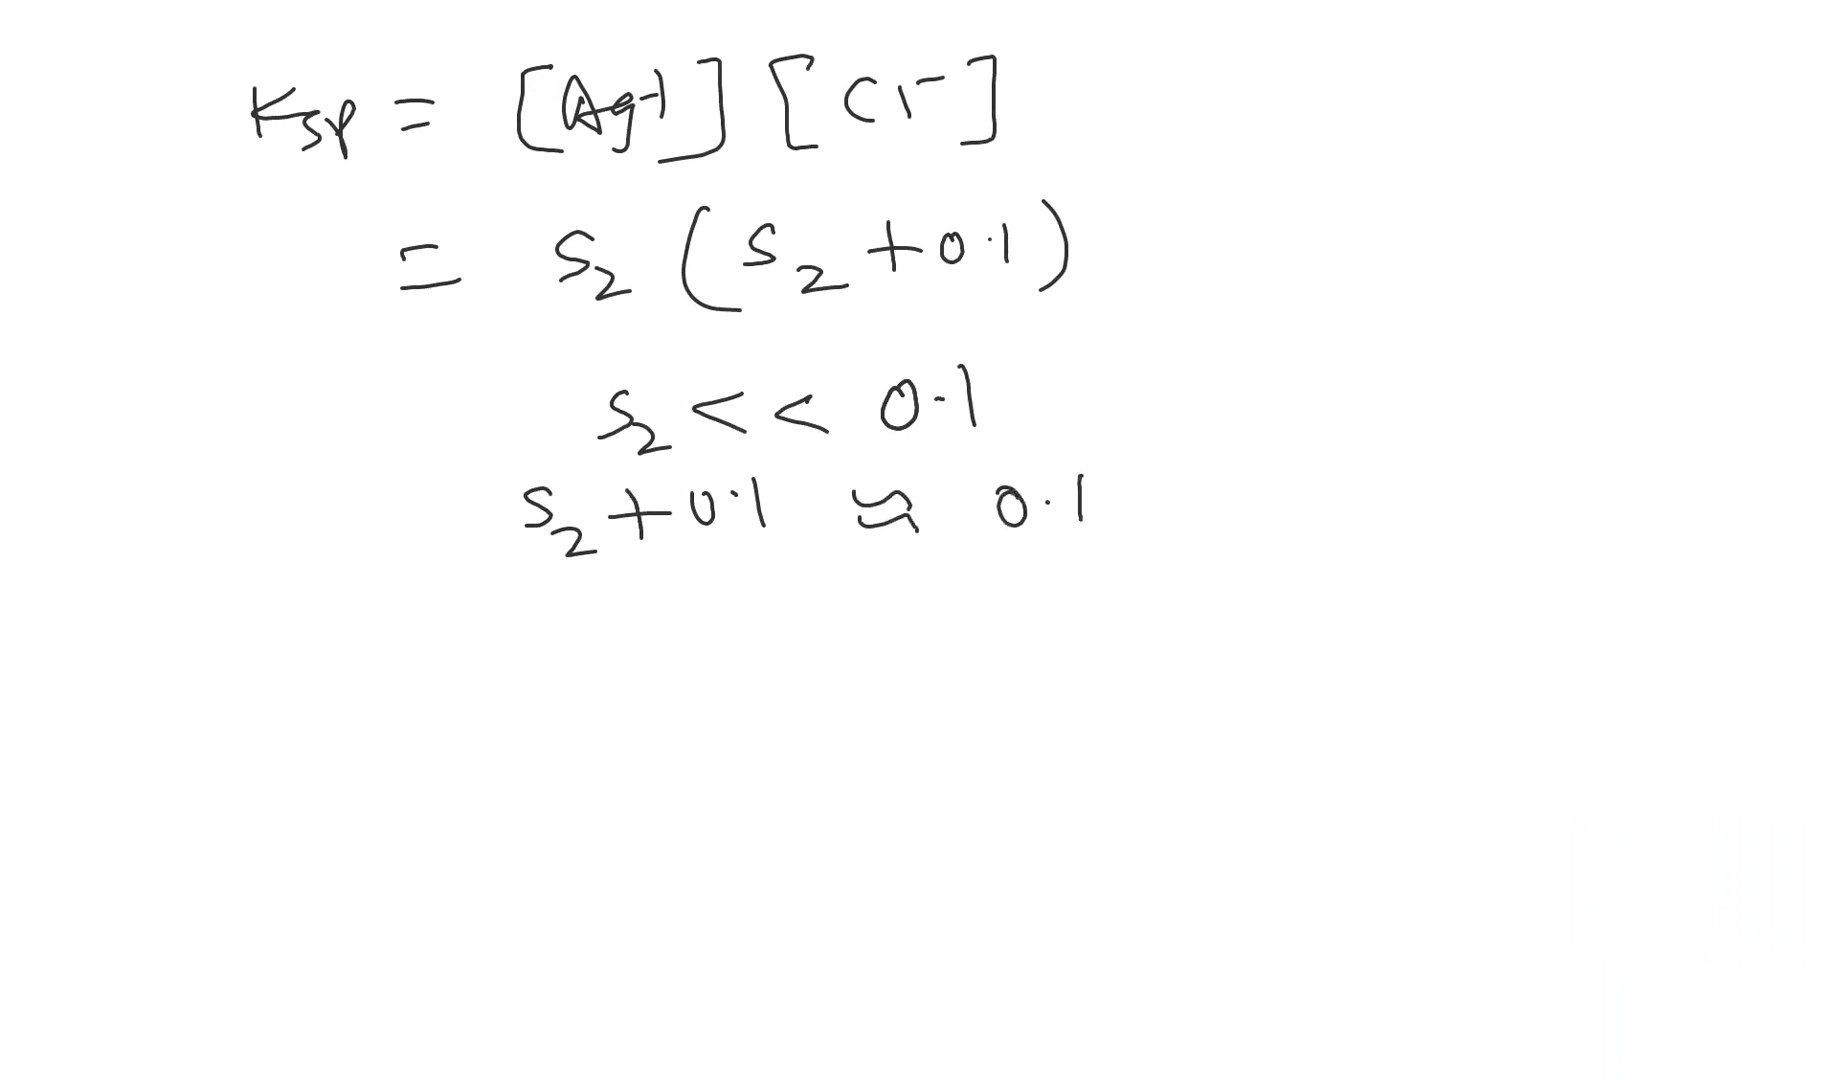 Ksp = [Ag+] [Cl-]
= S2 (S2 + 0.1)
S2 << 0.1
S2 + 0.1 ≈ 0.1